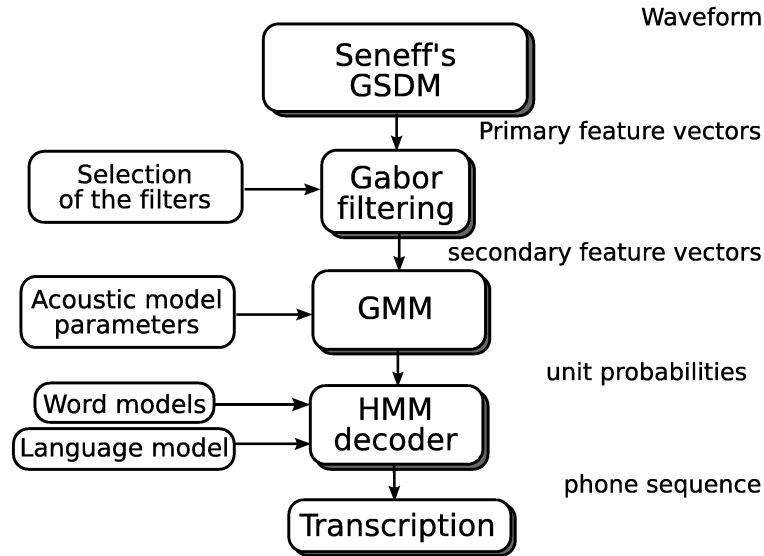 Waveform
Seneff's
GSDM
Primary feature vectors
Selection
of the filters
Gabor
filtering
secondary feature vectors
Acoustic model
parameters
GMM
unit probabilities
Word models
Language model
HMM
decoder
phone sequence
Transcription